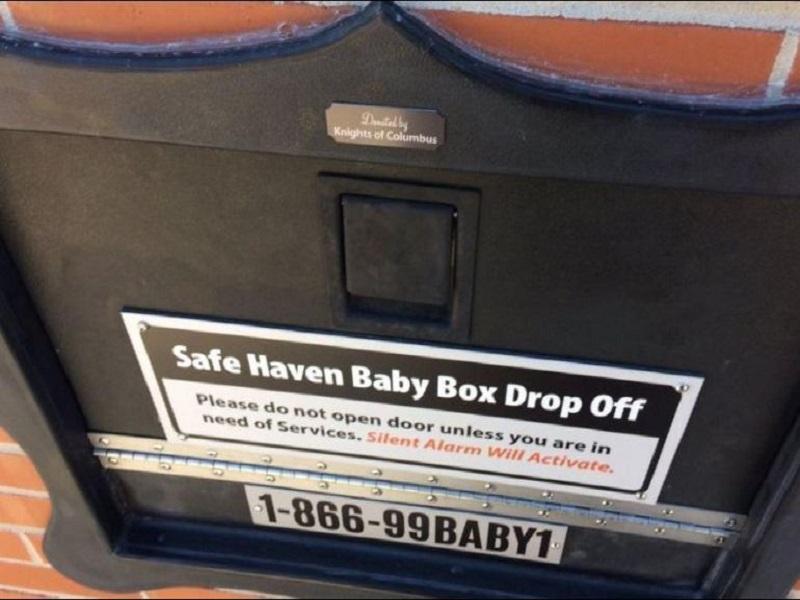 Donated by
Knights of Columbus
Safe Haven Baby Box Drop Off
Please do not open door unless you are in
need of Services. Silent Alarm Will Activate.
1-866-99BABY1